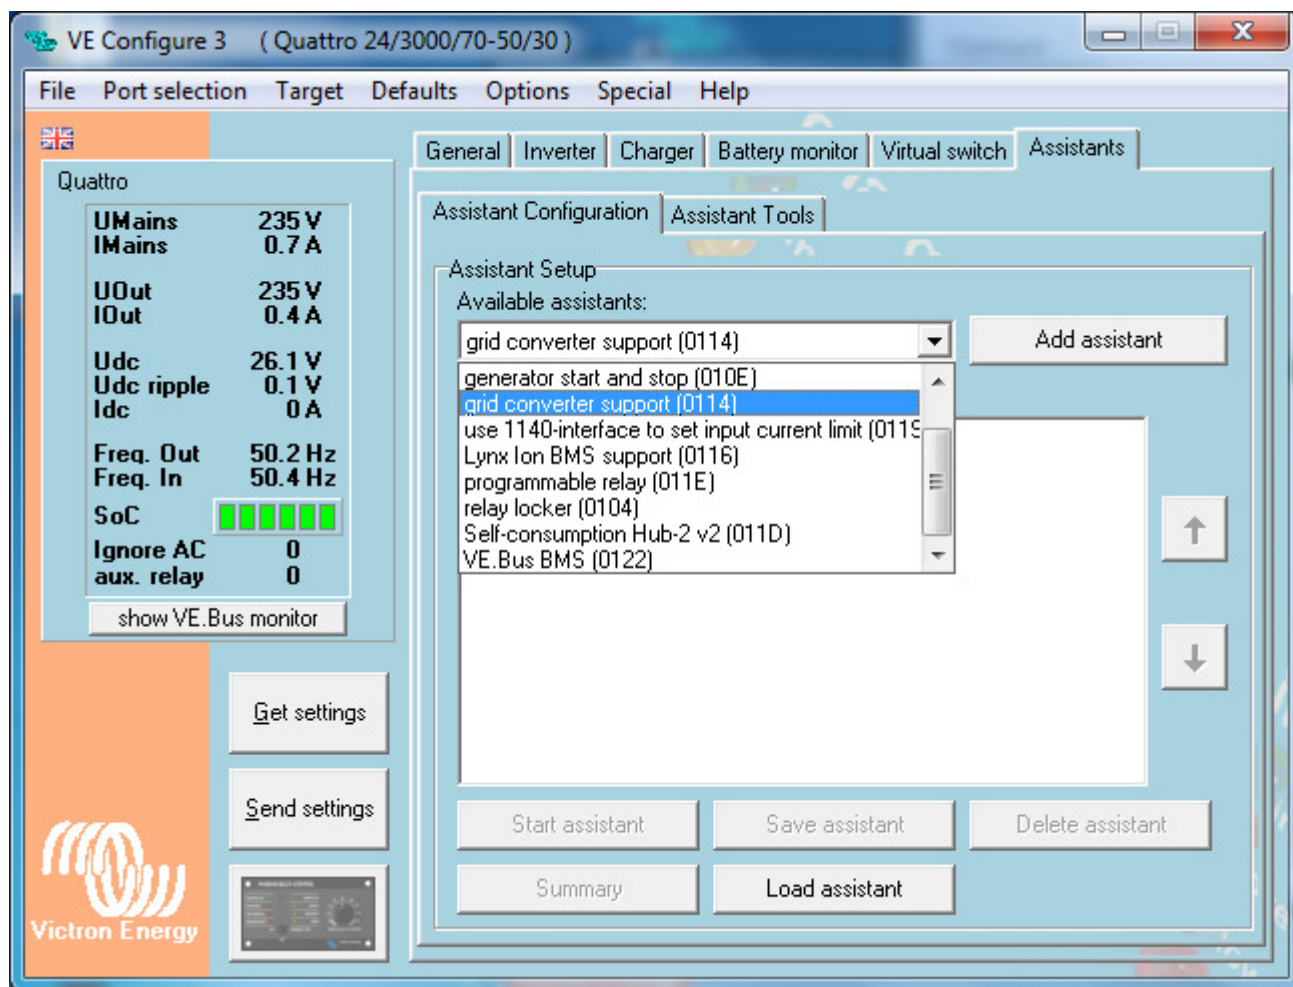 VE Configure 3 ( Quattro 24/3000/70-50/30 )
File Port selection Target Defaults Options Special Help
General Inverter Charger Battery monitor Virtual switch Assistants
Quattro
UMains 235 V
IMains 0.7 A
UOut 235 V
IOut 0.4 A
Udc 26.1 V
Udc ripple 0.1 V
Idc 0 A
Freq. Out 50.2 Hz
Freq. In 50.4 Hz
SoC
Ignore AC 0
aux. relay 0
show VE.Bus monitor
Get settings
Send settings
Victron Energy
Assistant Configuration Assistant Tools
Assistant Setup
Available assistants:
grid converter support (0114)
Add assistant
generator start and stop (010E)
grid converter support (0114)
use 1140-interface to set input current limit (011
Lynx Ion BMS support (0116)
programmable relay (011E)
relay locker (0104)
Self-consumption Hub-2 v2 (011D)
VE.Bus BMS (0122)
Start assistant Save assistant Delete assistant
Summary Load assistant